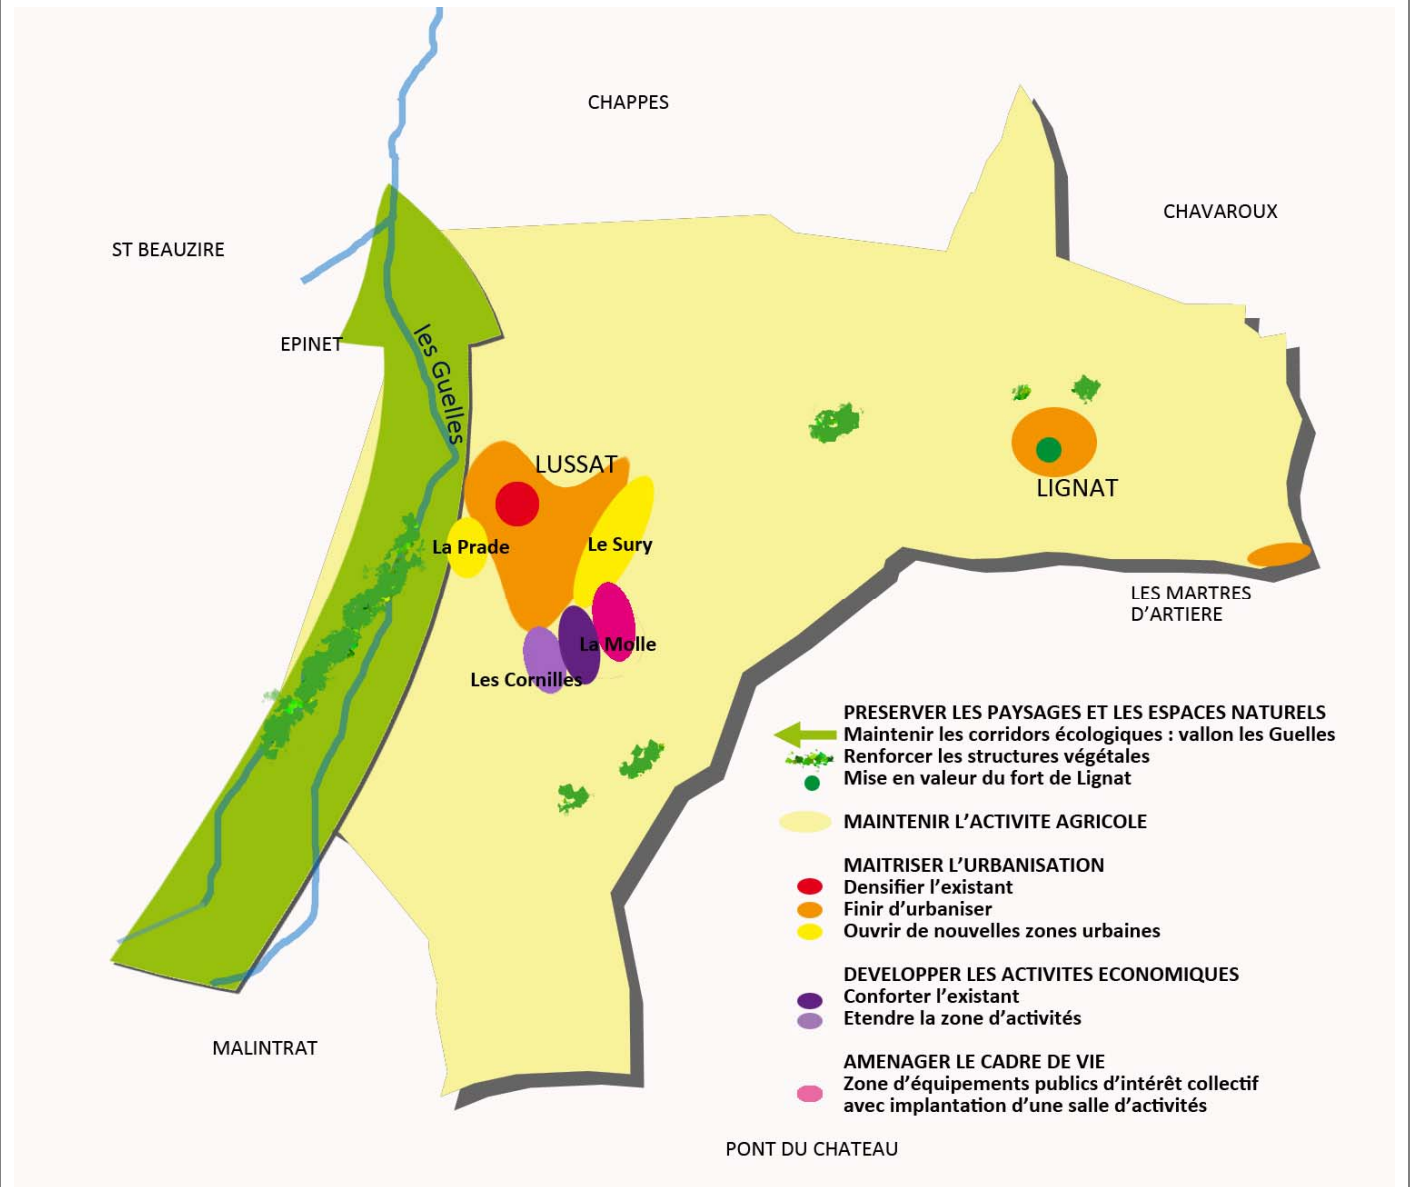 CHAPPES
CHAVAROUX
ST BEAUZIRE
EPINET
les Guelles
LUSSAT
LIGNAT
La Prade
Le Sury
LES MARTRES
D'ARTIERE
La Molle
Les Cornilles
PRESERVER LES PAYSAGES ET LES ESPACES NATURELS
Maintenir les corridors écologiques : vallon les Guelles
Renforcer les structures végétales
Mise en valeur du fort de Lignat
MAINTENIR L'ACTIVITE AGRICOLE
MAITRISER L'URBANISATION
Densifier l'existant
Finir d'urbaniser
Ouvrir de nouvelles zones urbaines
DEVELOPPER LES ACTIVITES ECONOMIQUES
Conforter l'existant
Etendre la zone d'activités
AMENAGER LE CADRE DE VIE
Zone d'équipements publics d'intérêt collectif
avec implantation d'une salle d'activités
MALINTRAT
PONT DU CHATEAU